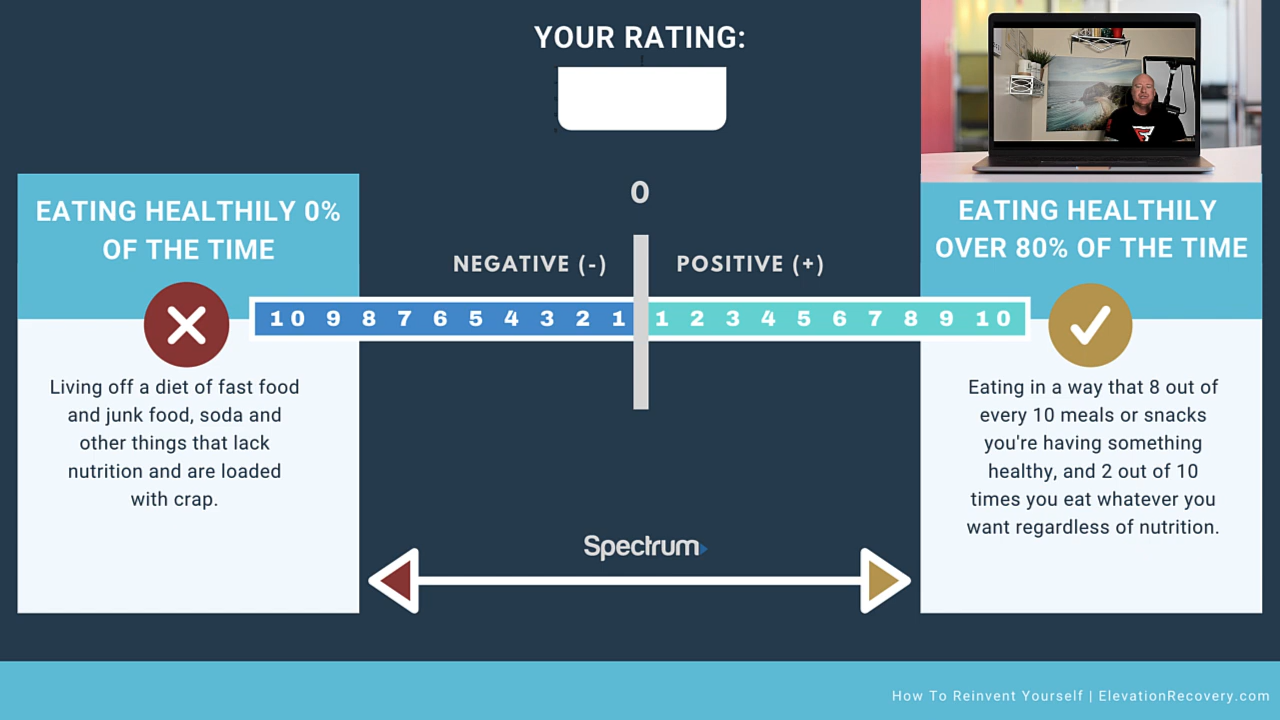 YOUR RATING:
0
NEGATIVE (-)
POSITIVE (+)
10 9 8 7 6 5 4 3 2 1
1 2 3 4 5 6 7 8 9 10
EATING HEALTHILY 0%
OF THE TIME
Living off a diet of fast food
and junk food, soda and
other things that lack
nutrition and are loaded
with crap.
EATING HEALTHILY
OVER 80% OF THE TIME
Eating in a way that 8 out of
every 10 meals or snacks
you're having something
healthy, and 2 out of 10
times you eat whatever you
want regardless of nutrition.
Spectrum
How To Reinvent Yourself | ElevationRecovery.com